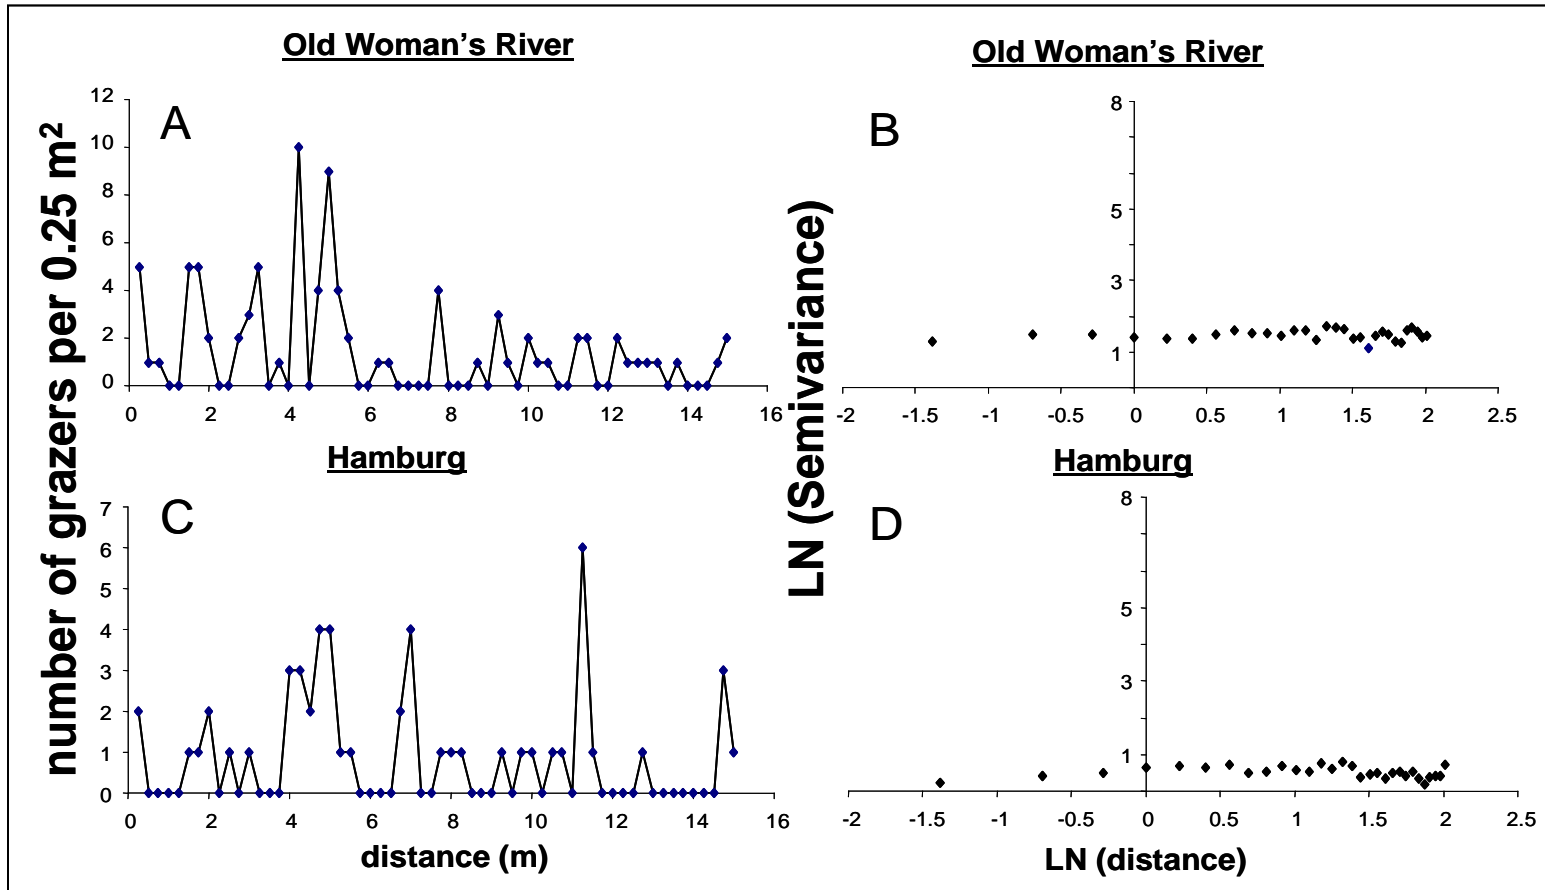 Old Woman's River
A
12
10
8
6
4
2
0
0 2 4 6 8 10 12 14 16
number of grazers per 0.25 m²
Hamburg
C
7
6
5
4
3
2
1
0
0 2 4 6 8 10 12 14 16
distance (m)
Old Woman's River
B
8
5
3
1
-2 -1.5 -1 -0.5 0 0.5 1 1.5 2 2.5
LN (Semivariance)
Hamburg
D
8
5
3
1
-2 -1.5 -1 -0.5 0 0.5 1 1.5 2 2.5
LN (distance)